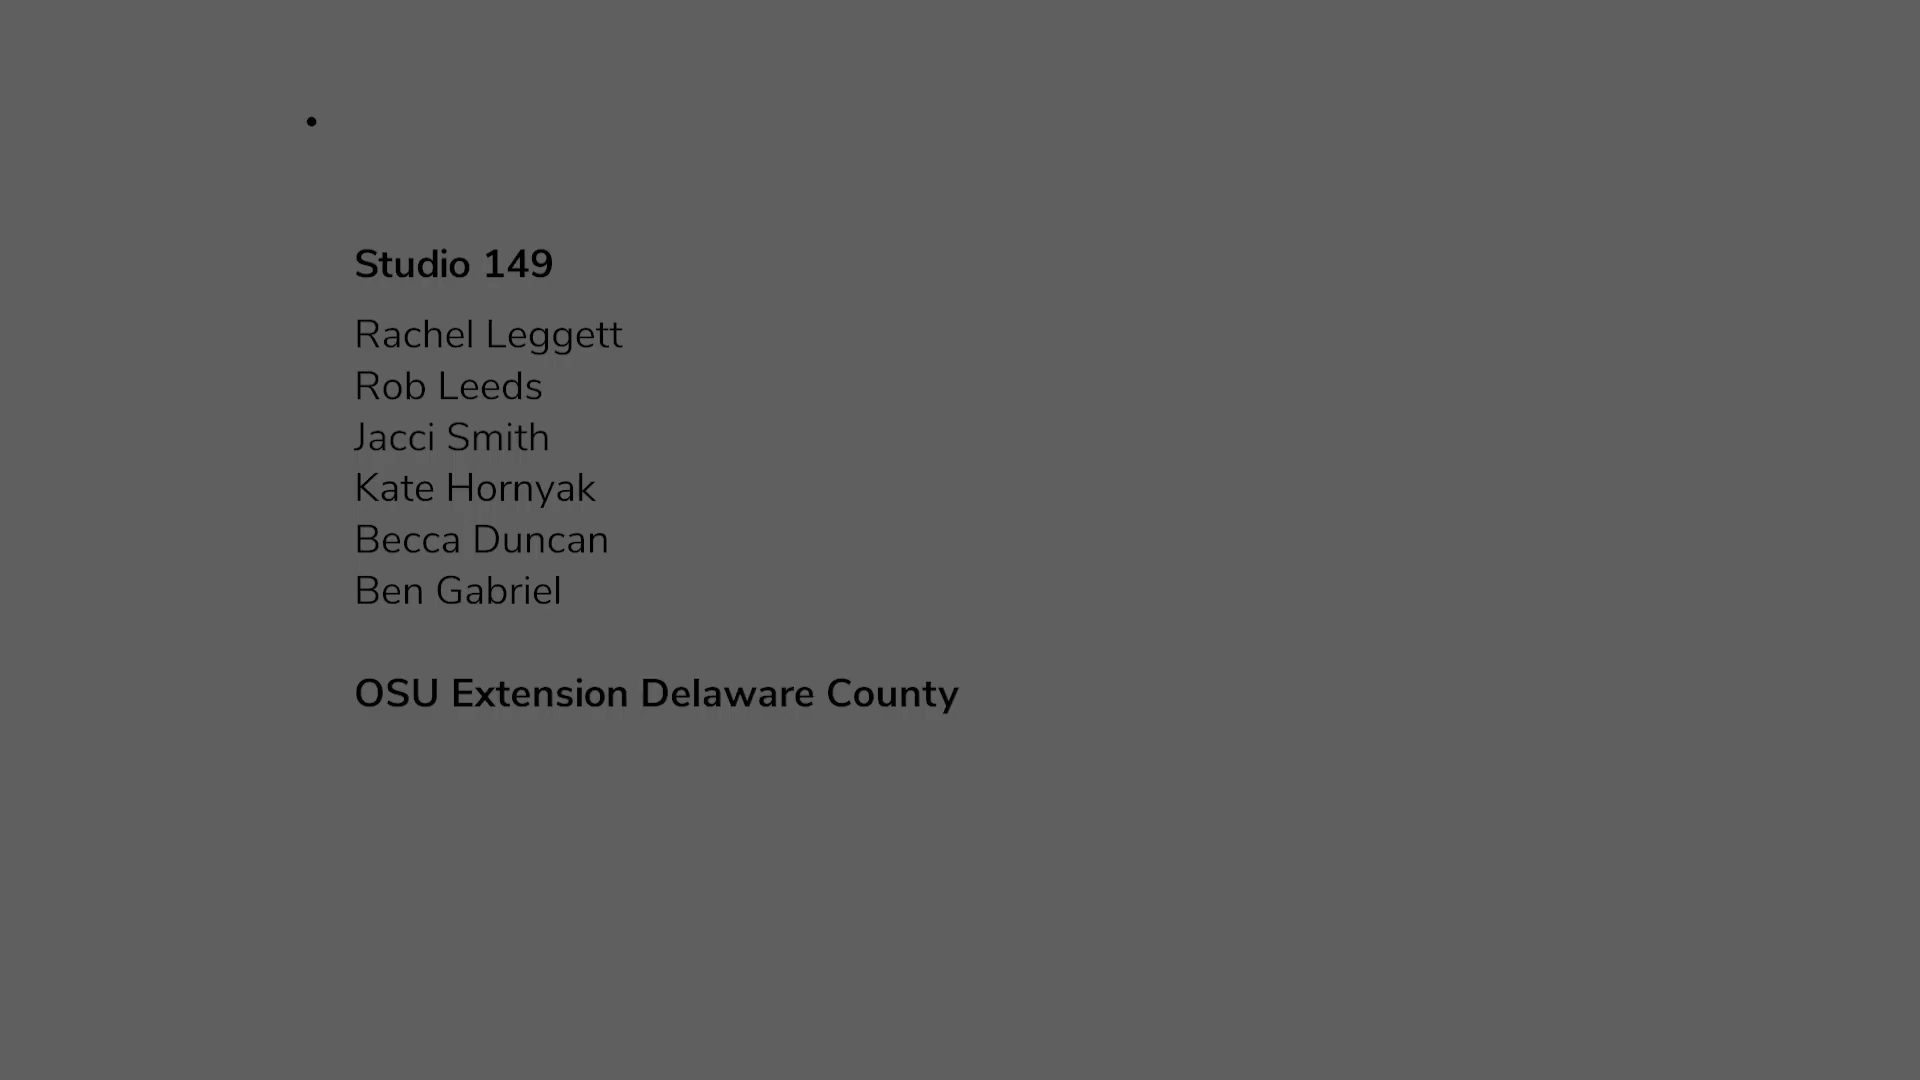 •
Studio 149
Rachel Leggett
Rob Leeds
Jacci Smith
Kate Hornyak
Becca Duncan
Ben Gabriel
OSU Extension Delaware County